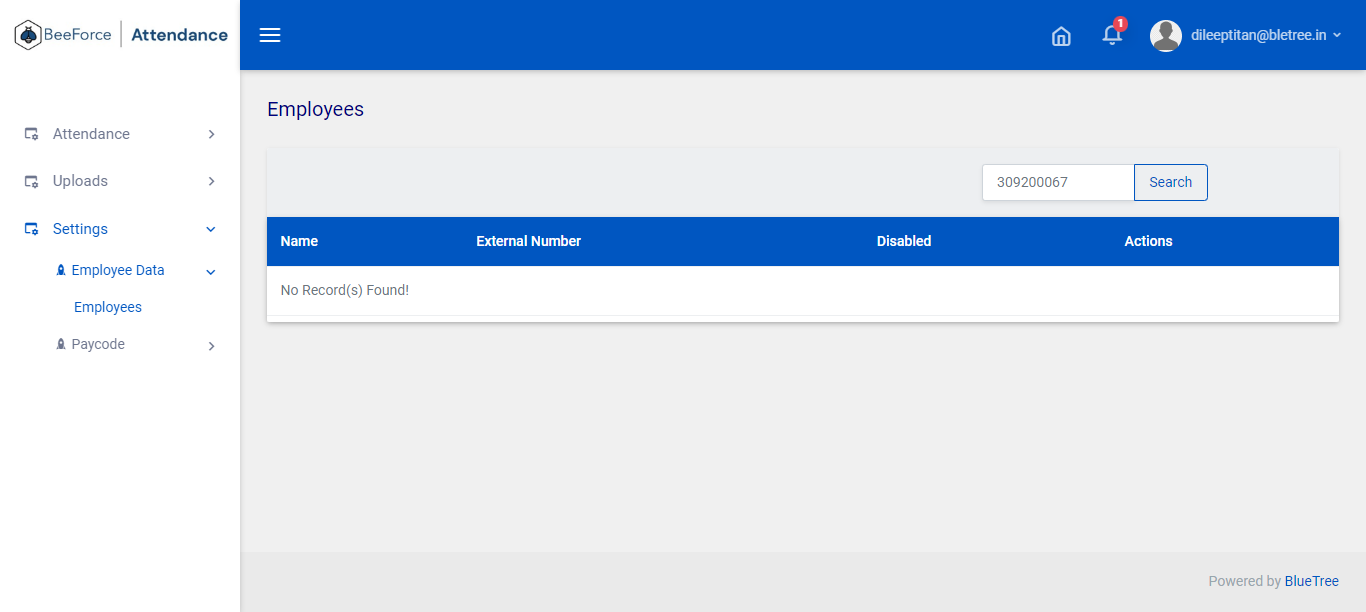 BeeForce | Attendance
1
dileeptitan@bletree.in
Attendance
Uploads
Settings
Employee Data
Employees
Paycode
Employees
309200067 Search
Name External Number Disabled Actions
No Record(s) Found!
Powered by BlueTree